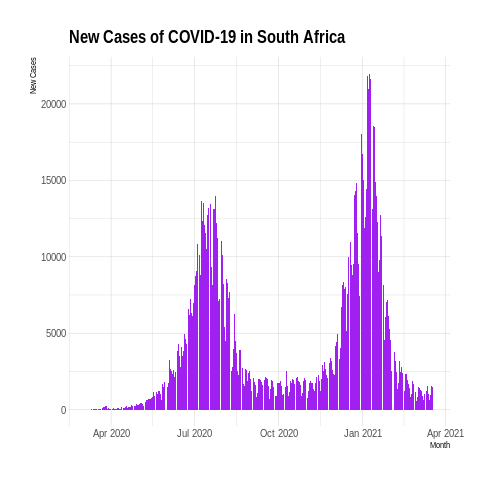 New Cases of COVID-19 in South Africa
New Cases
20000
15000
10000
5000
0
Apr 2020 Jul 2020 Oct 2020 Jan 2021 Apr 2021
Month